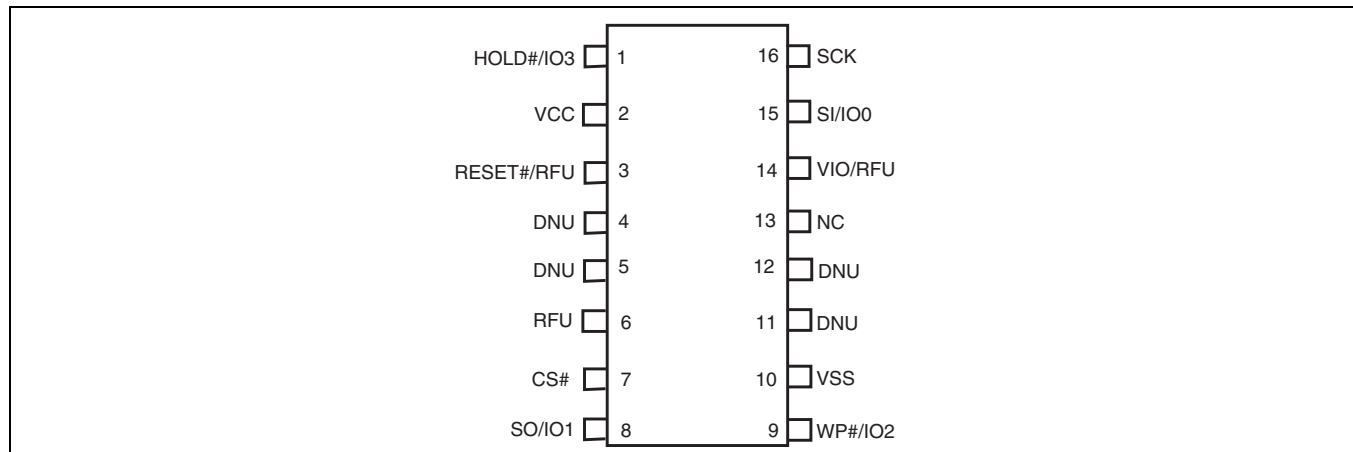 HOLD#/IO3 1 16 SCK
VCC 2 15 SI/IO0
RESET#/RFU 3 14 VIO/RFU
DNU 4 13 NC
DNU 5 12 DNU
RFU 6 11 DNU
CS# 7 10 VSS
SO/IO1 8 9 WP#/IO2